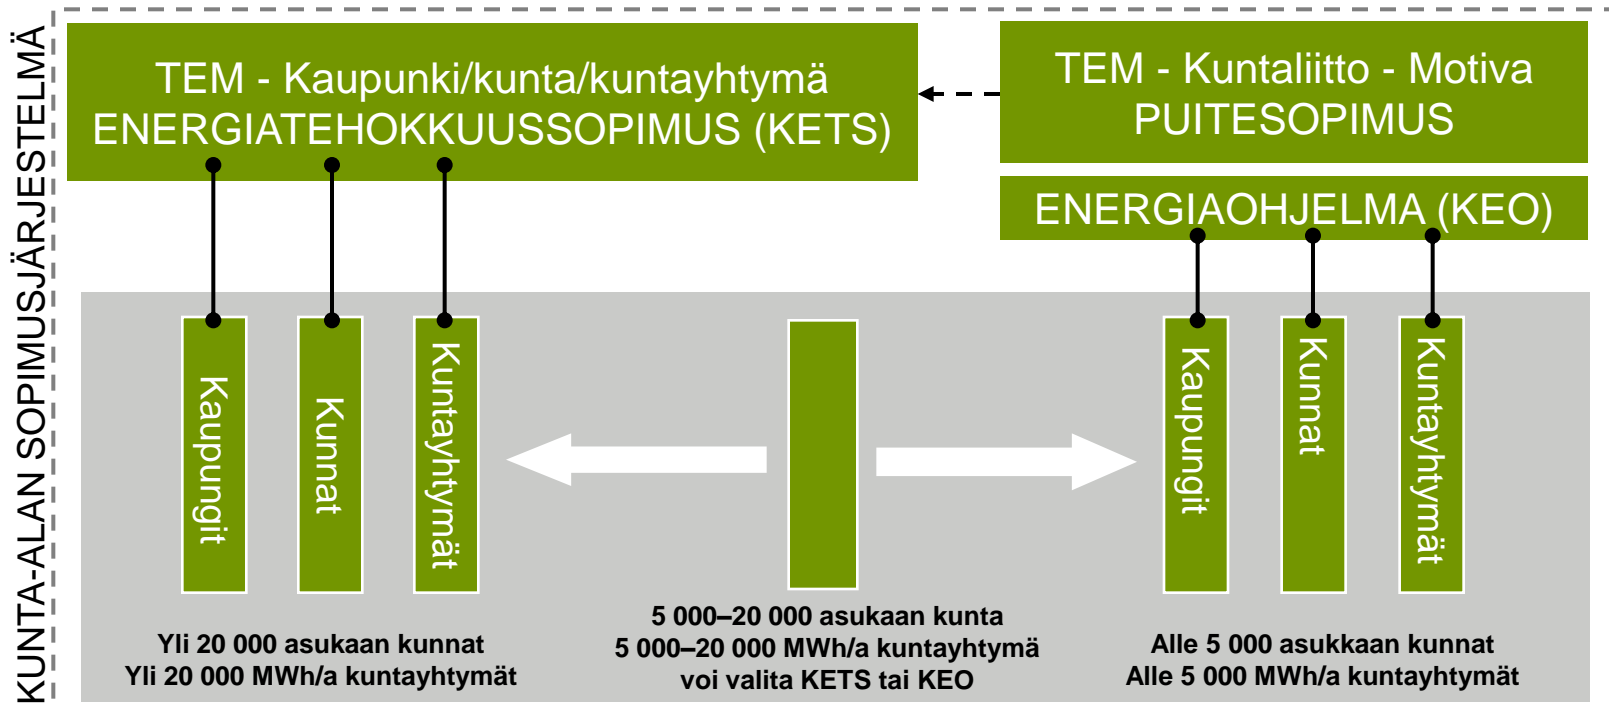 KUNTA-ALAN SOPIMUSJÄRJESTELMÄ
TEM - Kaupunki/kunta/kuntayhtymä
ENERGIATEHOKKUUSSOPIMUS (KETS)
TEM - Kuntaliitto - Motiva
PUITESOPIMUS
ENERGIAOHJELMA (KEO)
Kaupungit
Kunnat
Kuntayhtymät
Kaupungit
Kunnat
Kuntayhtymät
Yli 20 000 asukaan kunnat
Yli 20 000 MWh/a kuntayhtymät
5 000–20 000 asukaan kunta
5 000–20 000 MWh/a kuntayhtymä
voi valita KETS tai KEO
Alle 5 000 asukkaan kunnat
Alle 5 000 MWh/a kuntayhtymät